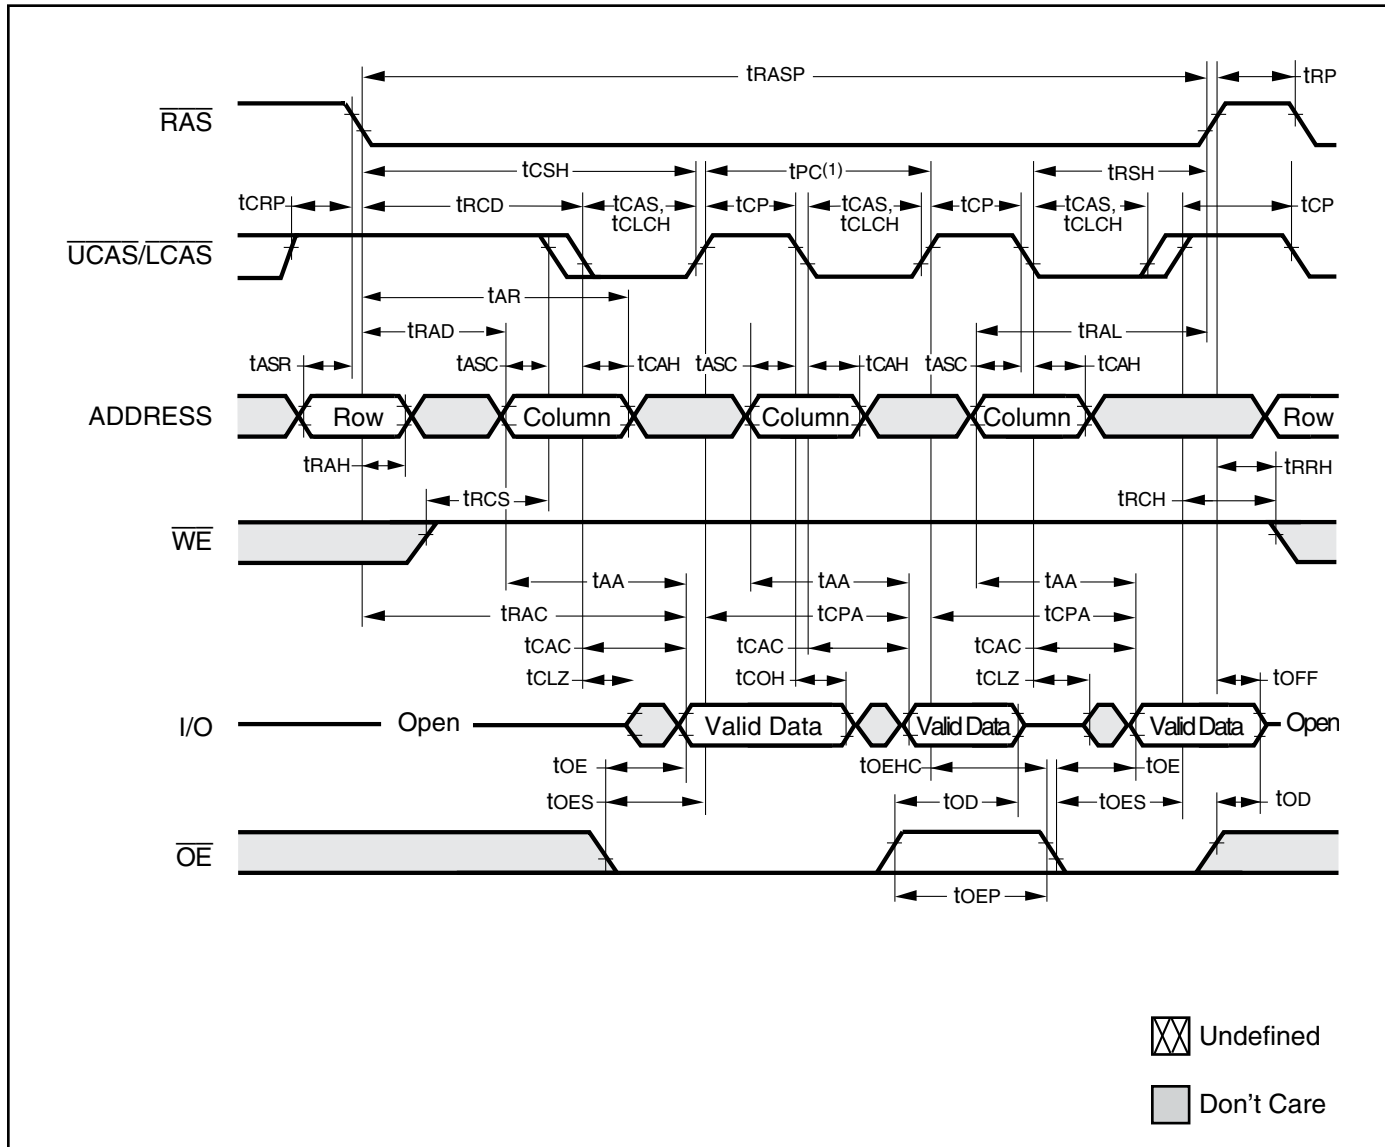 tRASP tRP
RAS
tCSH tPC(1) tRSH
tCRP tRCD tCAS, tCP tCAS, tCP tCAS, tCP
tCLCH tCLCH tCLCH
UCAS/LCAS
tAR
tRAD tRAL
tASR tASC tCAH tASC tCAH tASC tCAH
ADDRESS Row Column Column Column Row
tRAH tRRH
tRCS tRCH
WE
tAA tAA tAA
tRAC tCPA tCPA
tCAC tCAC tCAC
tCLZ tCOH tCLZ tOFF
I/O Open Valid Data Valid Data Valid Data Open
tOE tOEHC tOE
tOES tOD tOES tOD
OE
tOEP
Undefined
Don't Care